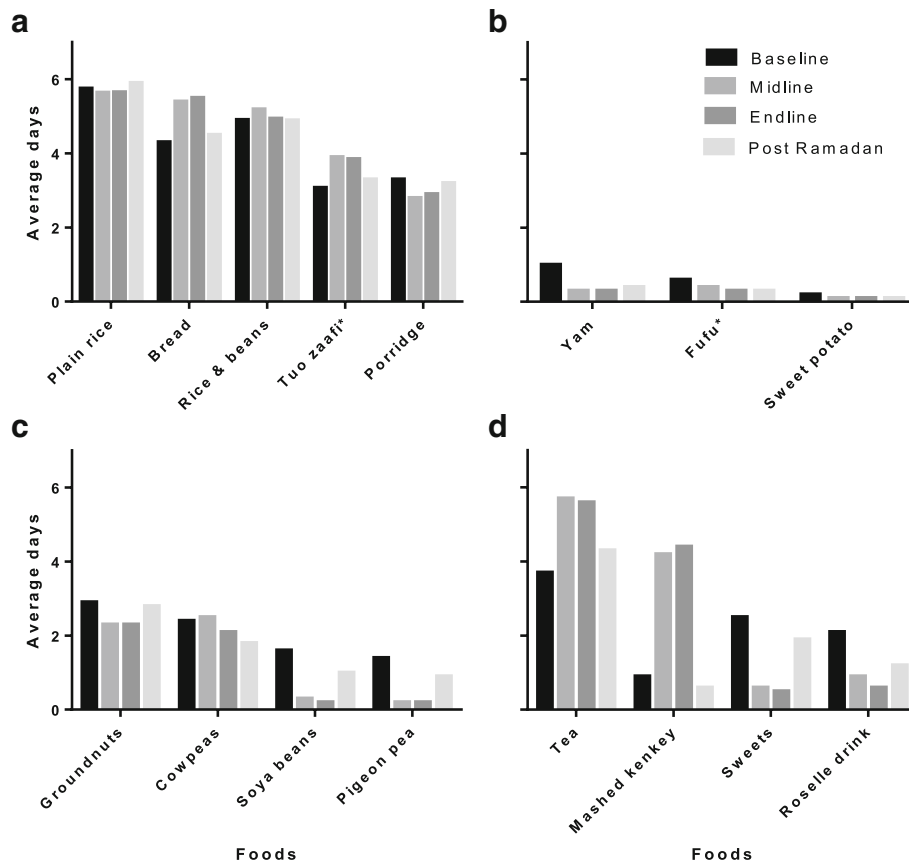 a
Average days
6
4
2
0
Plain rice
Bread
Rice & beans
Tuo zaafi*
Porridge
b
Baseline
Midline
Endline
Post Ramadan
Yam
Fufu*
Sweet potato
c
Average days
6
4
2
0
Groundnuts
Cowpeas
Soya beans
Pigeon pea
Foods
d
Tea
Mashed kenkey
Sweets
Roselle drink
Foods